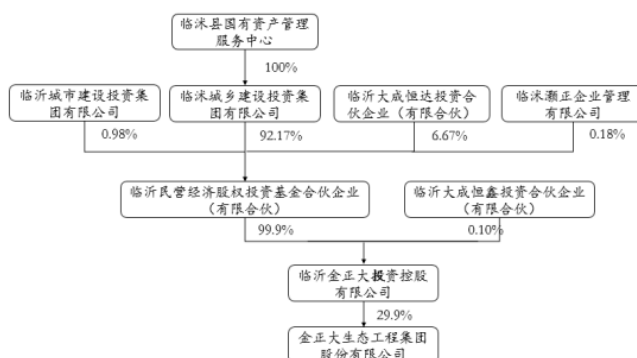 临沭县国有资产管理
服务中心
100%
临沂城市建设投资集
团有限公司
临沭城乡建设投资集
团有限公司
临沂大成恒达投资合
伙企业（有限合伙）
临沭灏正企业管理
有限公司
0.98%
92.17%
6.67%
0.18%
临沂民营经济股权投资基金合伙企业
（有限合伙）
临沂大成恒鑫投资合伙企业
（有限合伙）
99.9%
0.10%
临沂金正大投资控股
有限公司
29.9%
金正大生态工程集团
股份有限公司